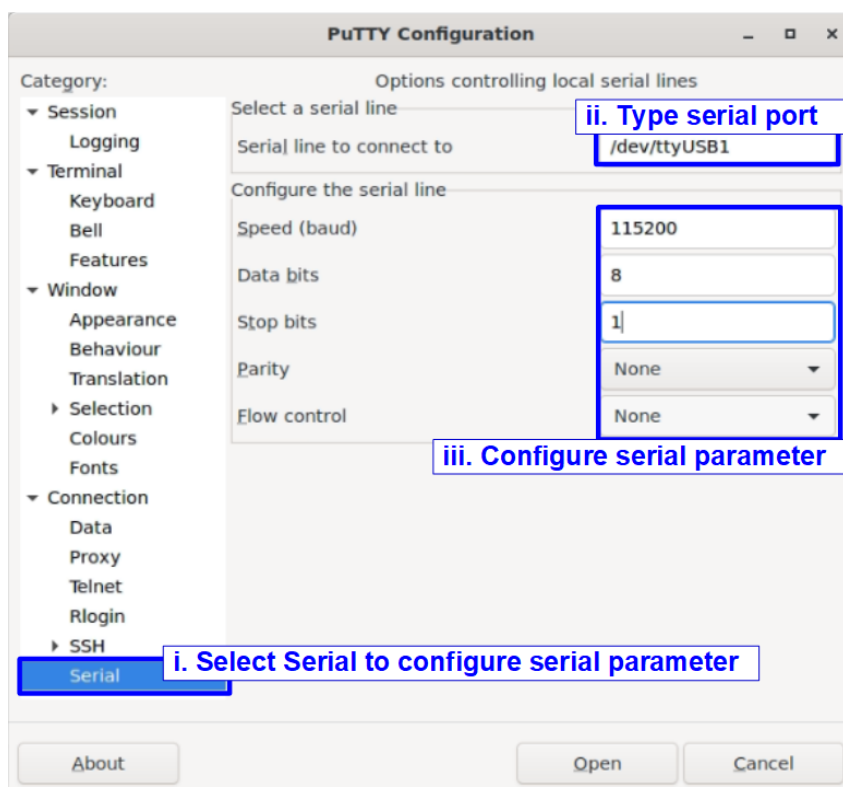 PuTTY Configuration
Category:
Options controlling local serial lines
Session
Logging
Terminal
Keyboard
Bell
Features
Window
Appearance
Behaviour
Translation
Selection
Colours
Fonts
Connection
Data
Proxy
Telnet
Rlogin
SSH
Serial
i. Select Serial to configure serial parameter
Select a serial line
ii. Type serial port
Serial line to connect to /dev/ttyUSB1
Configure the serial line
Speed (baud) 115200
Data bits 8
Stop bits 1
Parity None
Flow control None
iii. Configure serial parameter
About Open Cancel